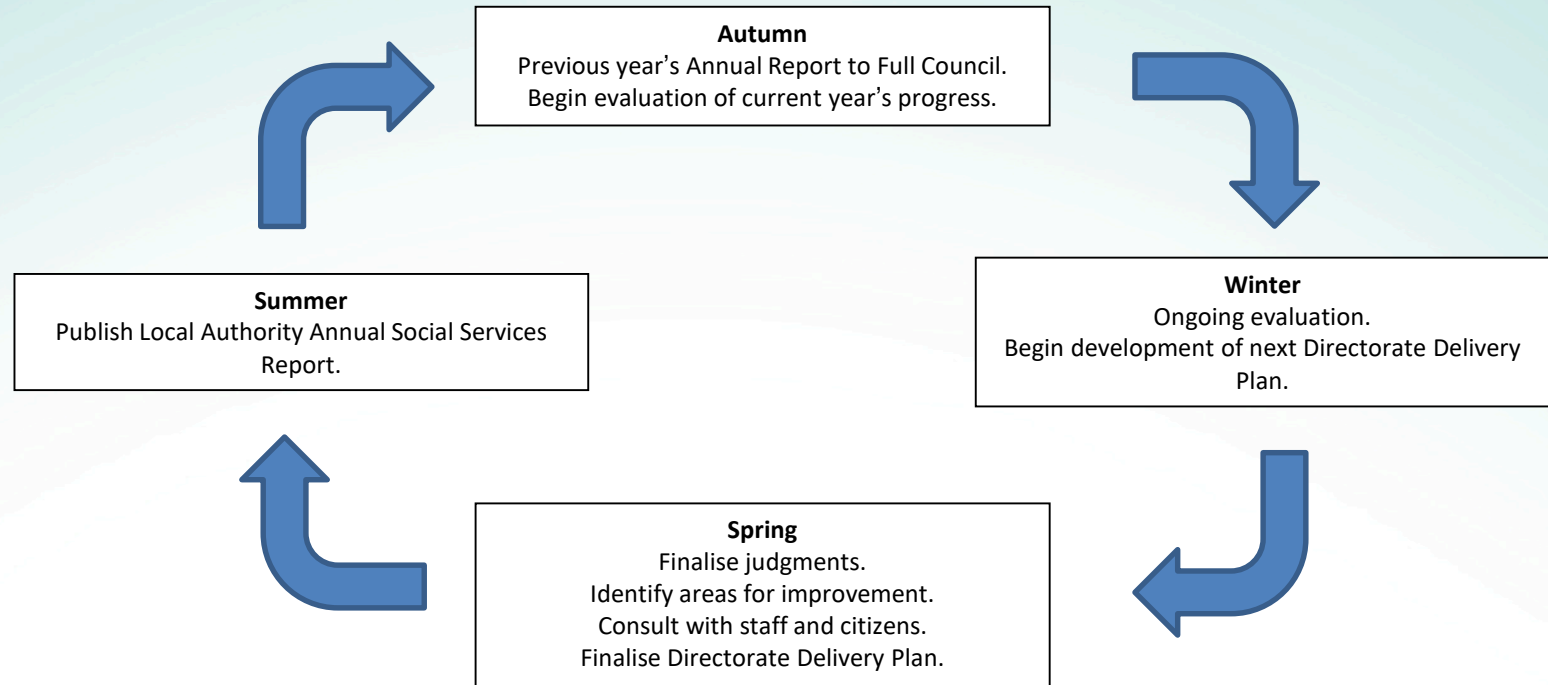 Autumn
Previous year’s Annual Report to Full Council.
Begin evaluation of current year’s progress.
Winter
Ongoing evaluation.
Begin development of next Directorate Delivery
Plan.
Spring
Finalise judgments.
Identify areas for improvement.
Consult with staff and citizens.
Finalise Directorate Delivery Plan.
Summer
Publish Local Authority Annual Social Services
Report.